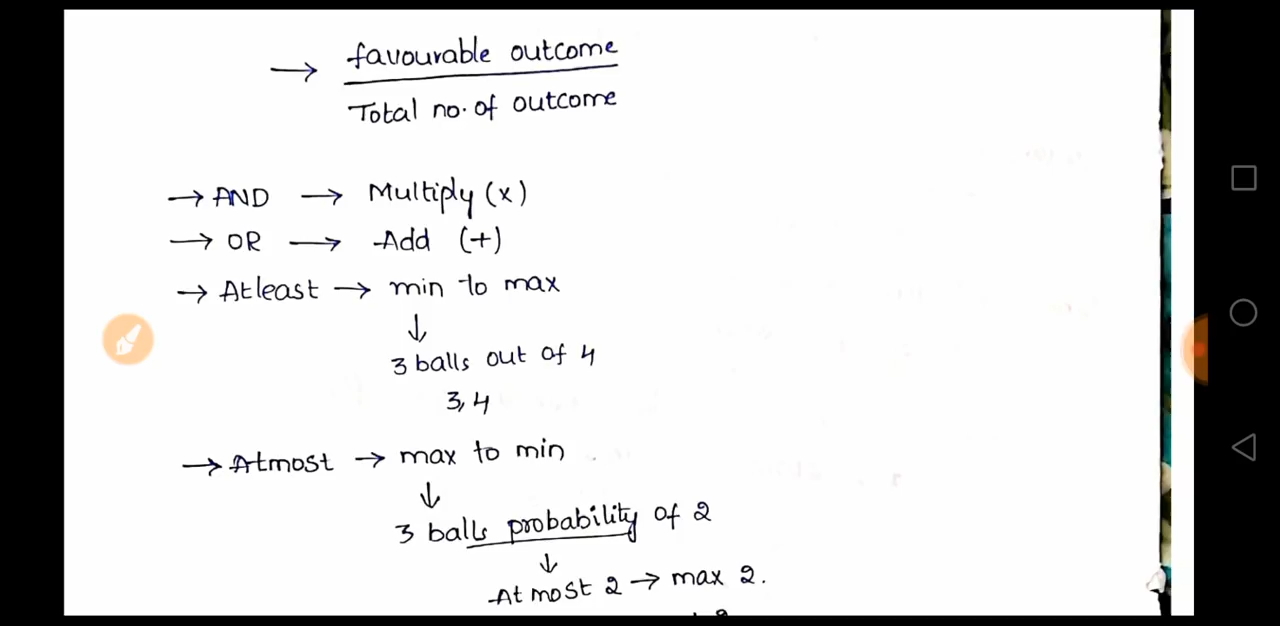 → favourable outcome
Total no. of outcome
→ AND → Multiply (x)
→ OR → Add (+)
→ Atleast → min to max
↓
3 balls out of 4
3, 4
→ Atmost → max to min
↓
3 balls probability of 2
↓
At most 2 → max 2.